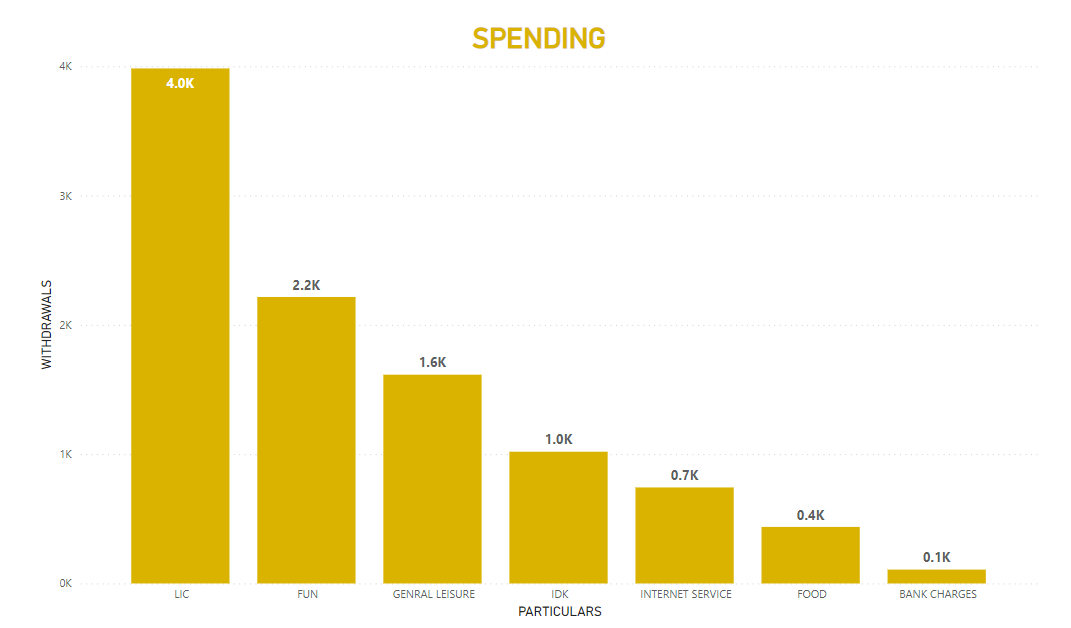 SPENDING
4K
3K
2K
1K
0K
WITHDRAWALS
4.0K
2.2K
1.6K
1.0K
0.7K
0.4K
0.1K
LIC
FUN
GENRAL LEISURE
IDK
INTERNET SERVICE
FOOD
BANK CHARGES
PARTICULARS